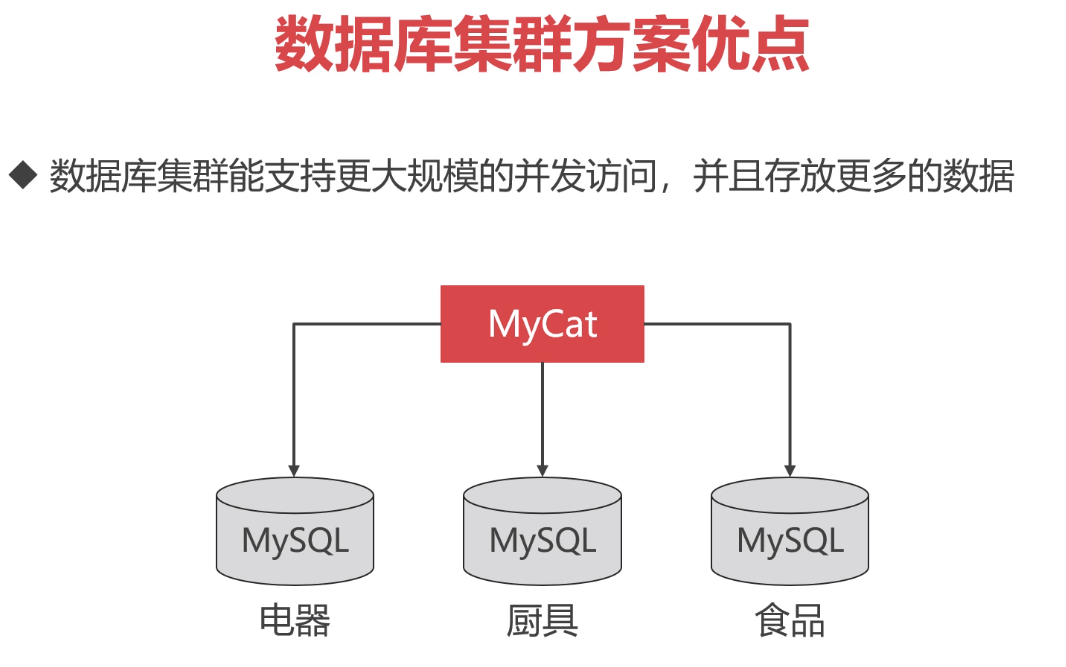 数据库集群方案优点
◆ 数据库集群能支持更大规模的并发访问，并且存放更多的数据
MyCat
MySQL MySQL MySQL
电器 厨具 食品